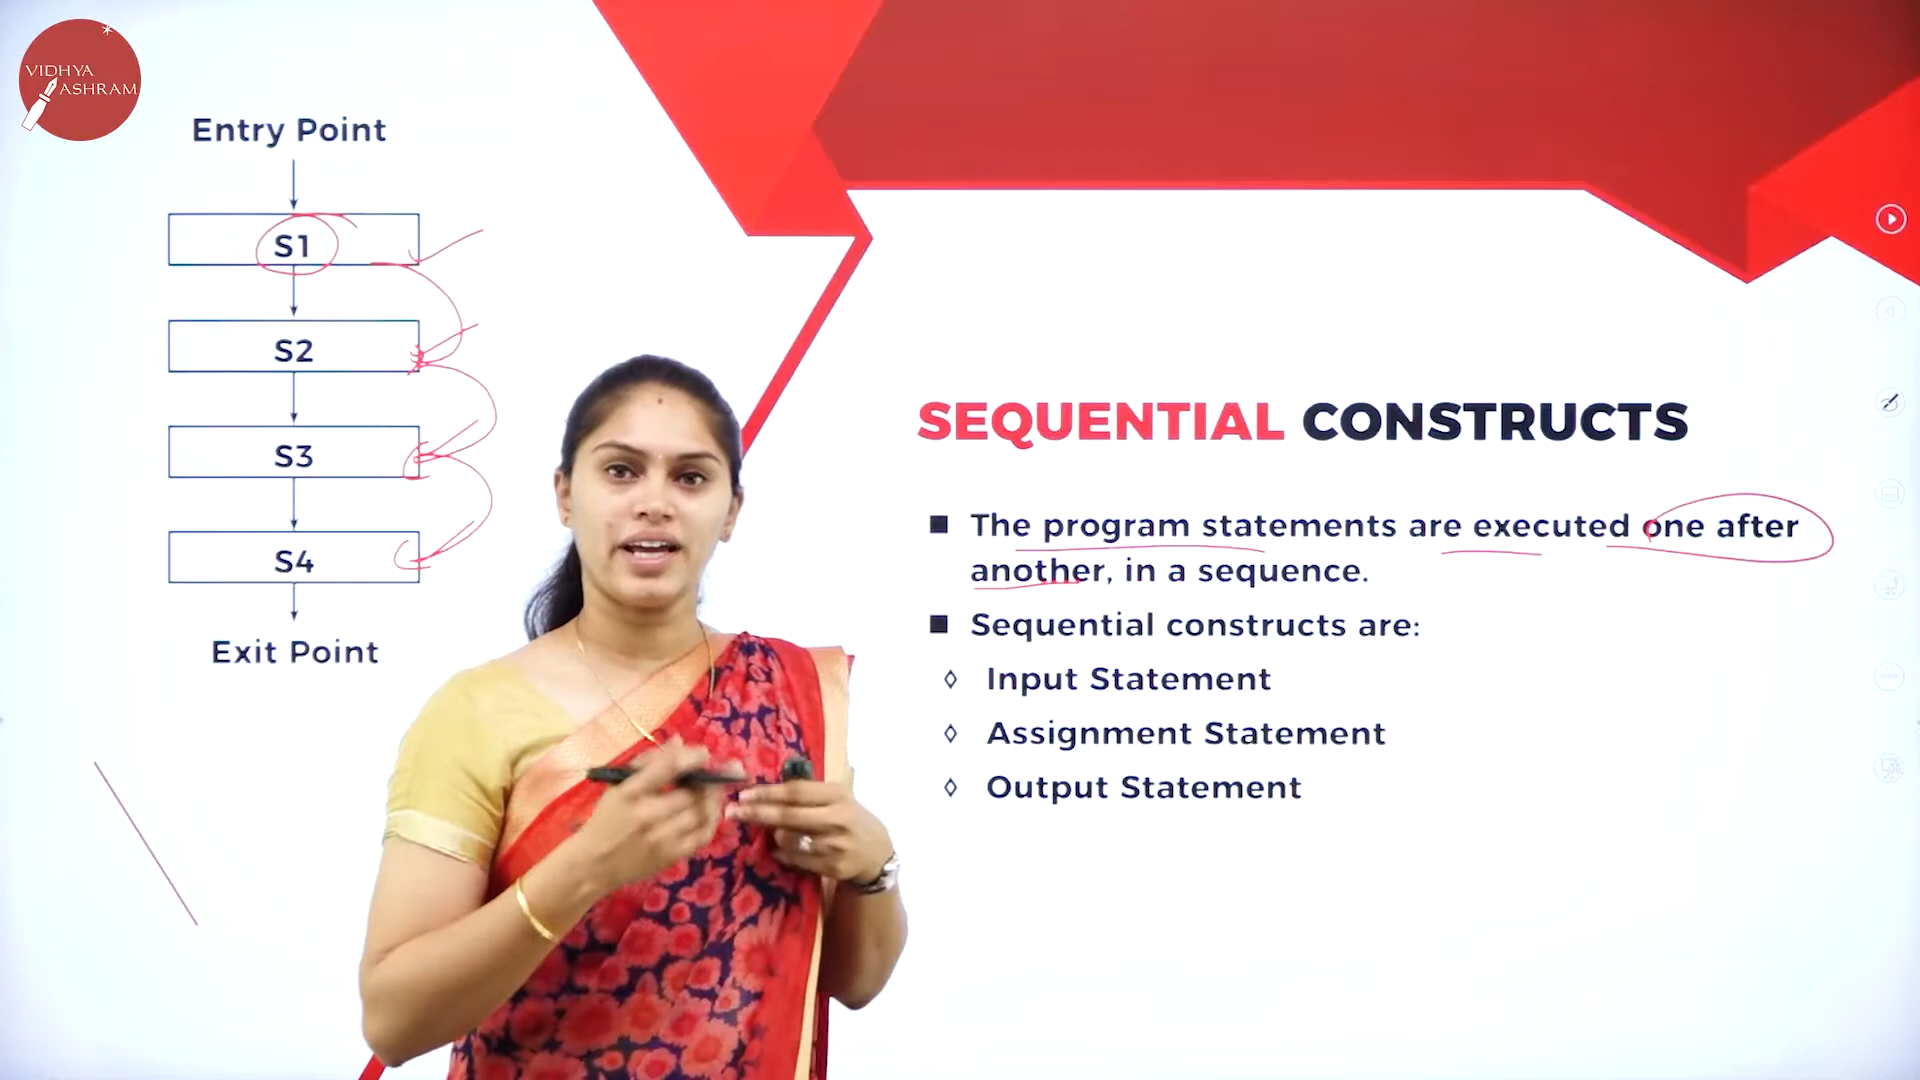 VIDHYA
ASHRAM
Entry Point
S1
S2
S3
S4
Exit Point
SEQUENTIAL CONSTRUCTS
■ The program statements are executed one after
another, in a sequence.
■ Sequential constructs are:
◊ Input Statement
◊ Assignment Statement
◊ Output Statement